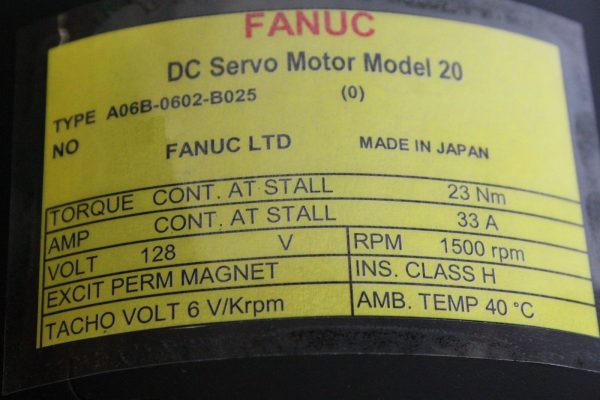 FANUC
DC Servo Motor Model 20
TYPE A06B-0602-B025 (0)
NO FANUC LTD MADE IN JAPAN
TORQUE CONT. AT STALL 23 Nm
AMP CONT. AT STALL 33 A
VOLT 128 V RPM 1500 rpm
EXCIT PERM MAGNET INS. CLASS H
TACHO VOLT 6 V/Krpm AMB. TEMP 40 °C